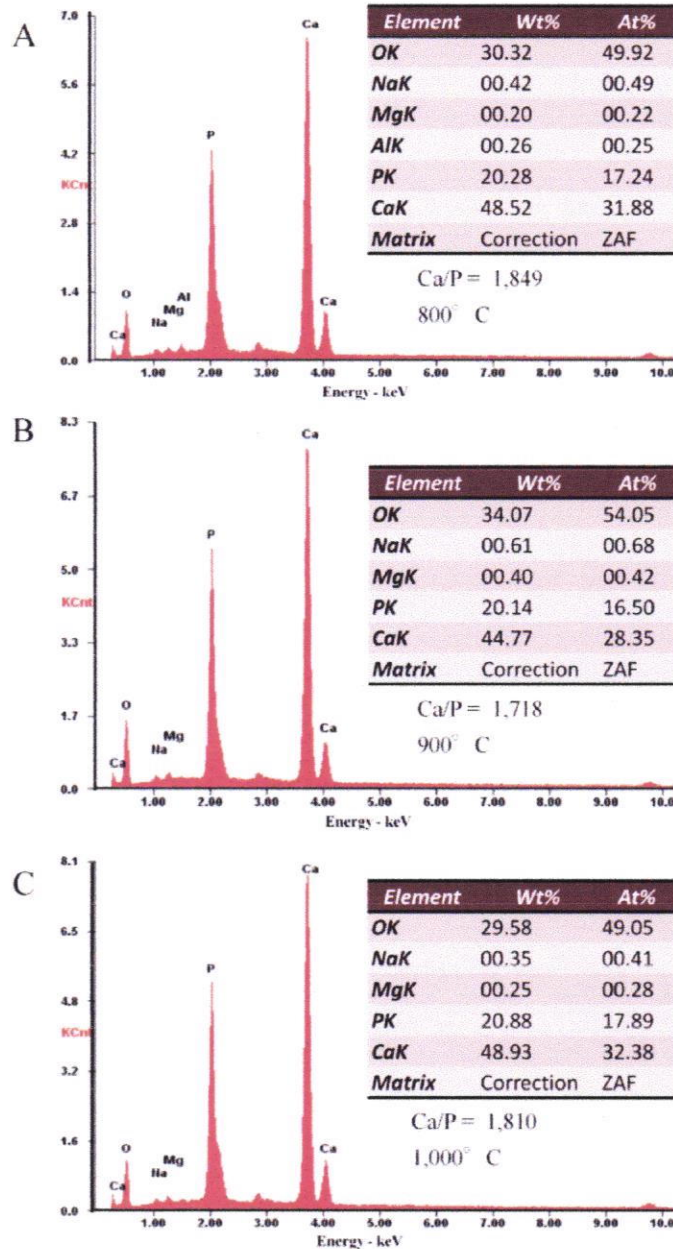 A
7.0
5.6
4.2
KCnt
2.8
1.4
0.0
Ca
P
O
Al
Mg
Na
Ca
Ca
1.00 2.00 3.00 4.00 5.00 6.00 7.00 8.00 9.00 10.0
Energy - keV
Element Wt% At%
OK 30.32 49.92
NaK 00.42 00.49
MgK 00.20 00.22
AlK 00.26 00.25
PK 20.28 17.24
CaK 48.52 31.88
Matrix Correction ZAF
Ca/P = 1,849
800° C
B
8.3
6.7
5.0
KCnt
3.3
1.7
0.0
Ca
P
O
Mg
Na
Ca
Ca
1.00 2.00 3.00 4.00 5.00 6.00 7.00 8.00 9.00 10.0
Energy - keV
Element Wt% At%
OK 34.07 54.05
NaK 00.61 00.68
MgK 00.40 00.42
PK 20.14 16.50
CaK 44.77 28.35
Matrix Correction ZAF
Ca/P = 1,718
900° C
C
8.1
6.5
4.8
KCnt
3.2
1.6
0.0
Ca
P
O
Mg
Na
Ca
Ca
1.00 2.00 3.00 4.00 5.00 6.00 7.00 8.00 9.00 10.0
Energy - keV
Element Wt% At%
OK 29.58 49.05
NaK 00.35 00.41
MgK 00.25 00.28
PK 20.88 17.89
CaK 48.93 32.38
Matrix Correction ZAF
Ca/P = 1,810
1,000° C